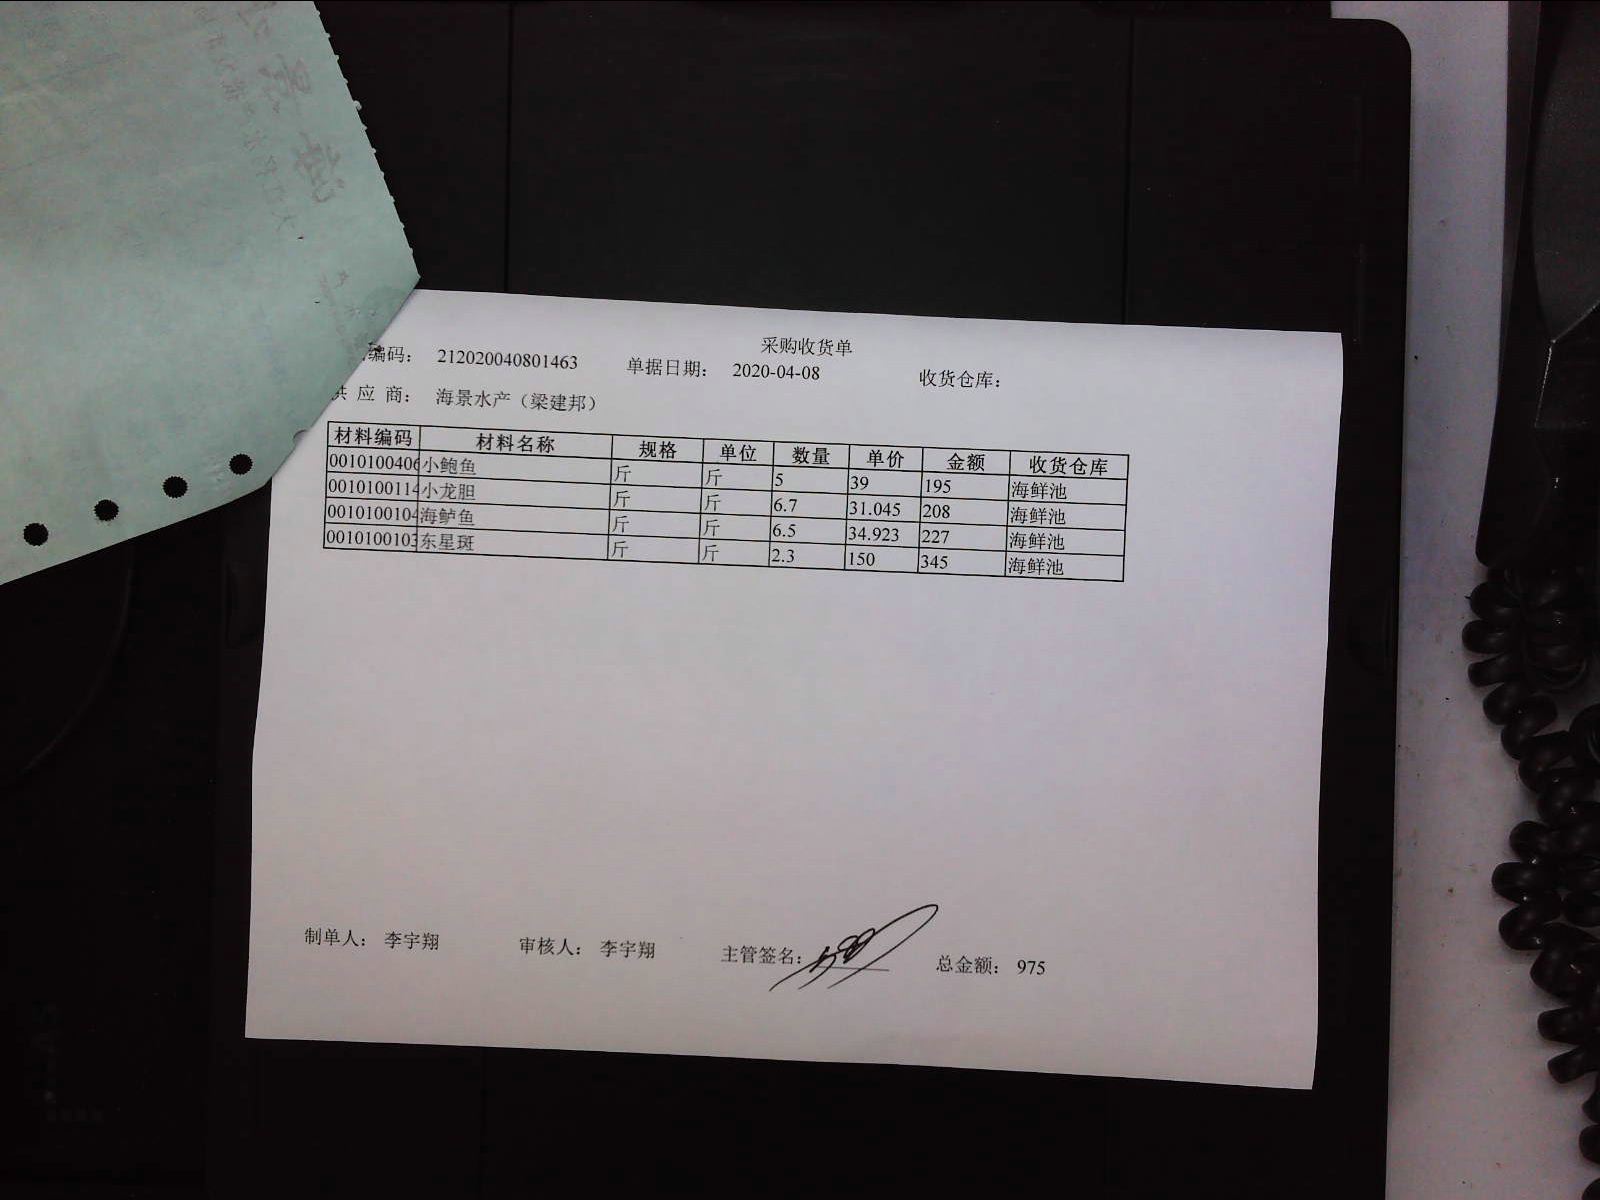 采购收货单
编码： 212020040801463 单据日期： 2020-04-08 收货仓库：
供 应 商： 海景水产（梁建邦）
材料编码 材料名称 规格 单位 数量 单价 金额 收货仓库
0010100406 小鲍鱼 斤 斤 5 39 195 海鲜池
0010100114 小龙胆 斤 斤 6.7 31.045 208 海鲜池
0010100104 海鲈鱼 斤 斤 6.5 34.923 227 海鲜池
0010100103 东星斑 斤 斤 2.3 150 345 海鲜池
制单人： 李宇翔 审核人： 李宇翔 主管签名： 总金额： 975